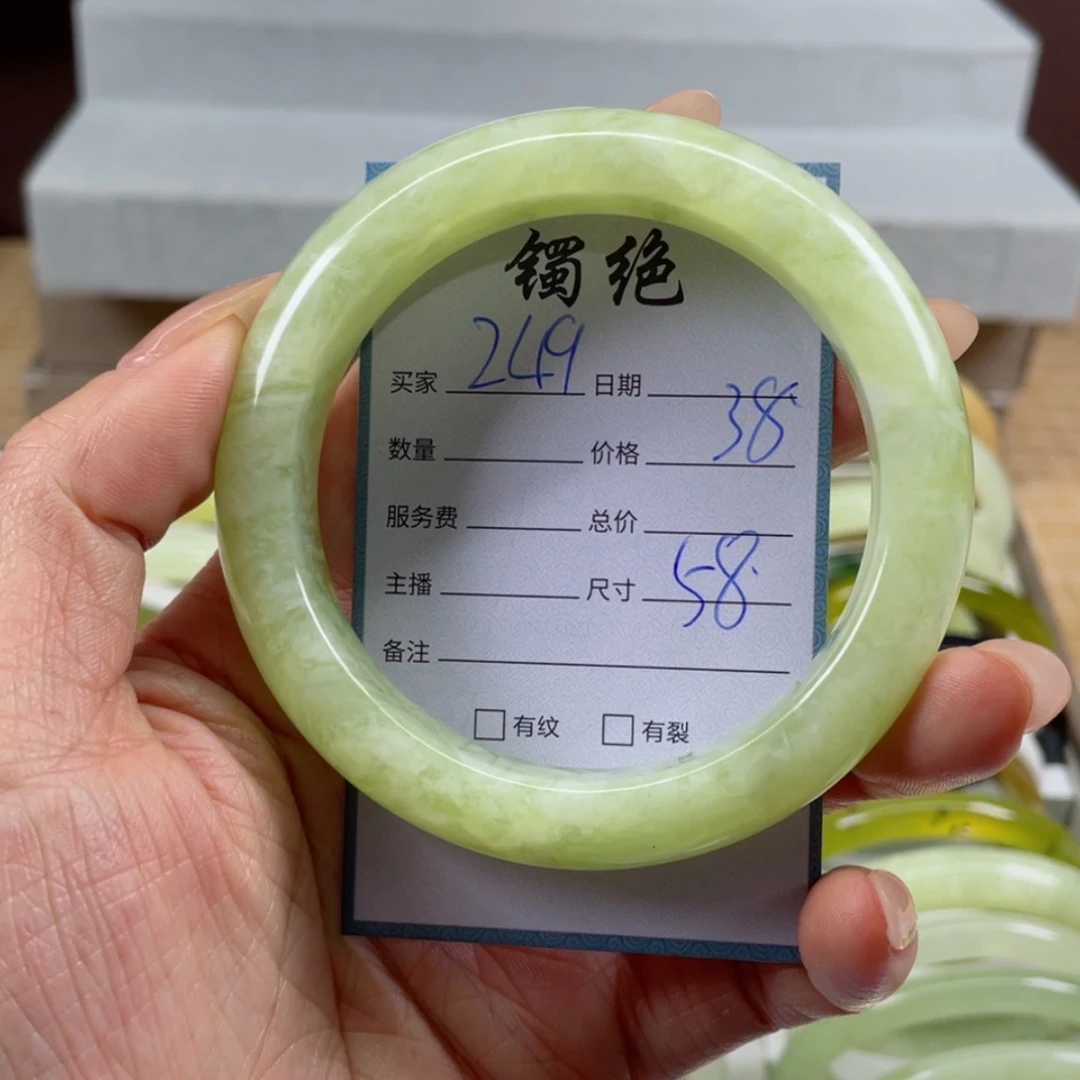 镯绝
买家 249 日期
数量 价格 38
服务费 总价
主播 尺寸 58
备注
有纹 有裂